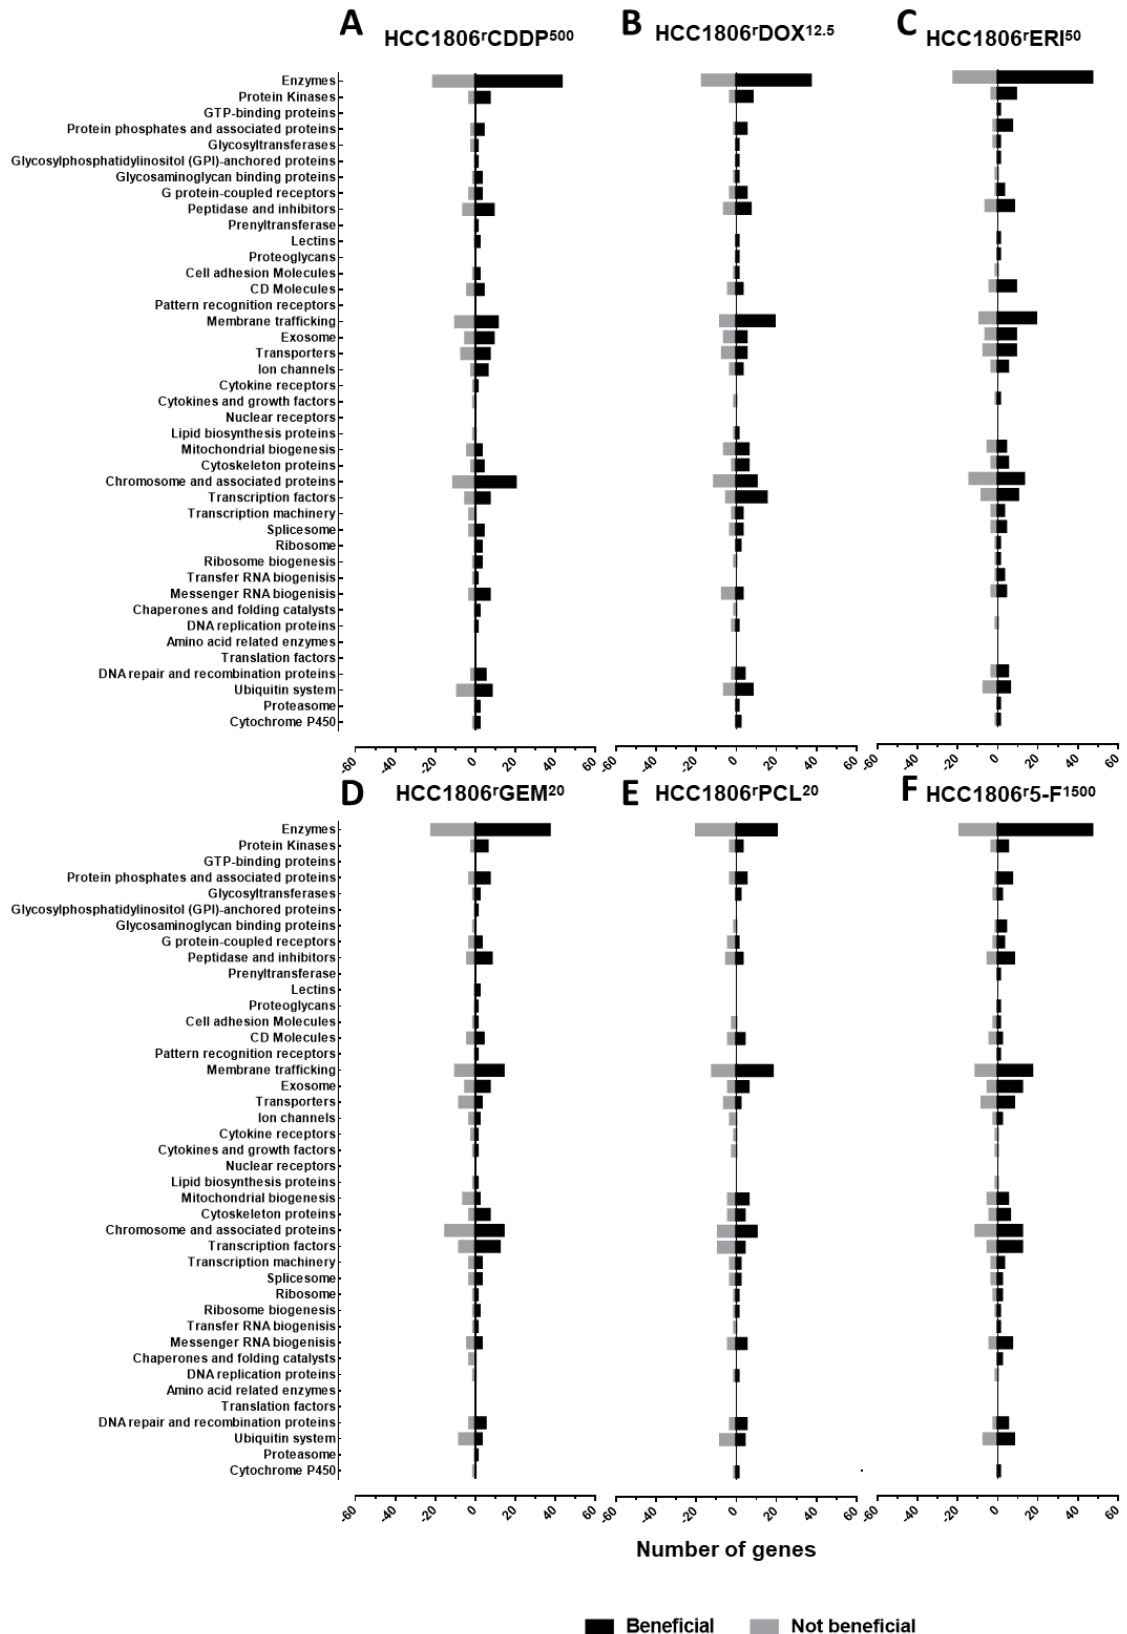 A
HCC1806ʳCDDP⁵⁰⁰
B
HCC1806ʳDOX¹²·⁵
C
HCC1806ʳERI⁵⁰
Enzymes
Protein Kinases
GTP-binding proteins
Protein phosphates and associated proteins
Glycosyltransferases
Glycosylphosphatidylinositol (GPI)-anchored proteins
Glycosaminoglycan binding proteins
G protein-coupled receptors
Peptidase and inhibitors
Prenyltransferase
Lectins
Proteoglycans
Cell adhesion Molecules
CD Molecules
Pattern recognition receptors
Membrane trafficking
Exosome
Transporters
Ion channels
Cytokine receptors
Cytokines and growth factors
Nuclear receptors
Lipid biosynthesis proteins
Mitochondrial biogenesis
Cytoskeleton proteins
Chromosome and associated proteins
Transcription factors
Transcription machinery
Splicesome
Ribosome
Ribosome biogenesis
Transfer RNA biogenisis
Messenger RNA biogenisis
Chaperones and folding catalysts
DNA replication proteins
Amino acid related enzymes
Translation factors
DNA repair and recombination proteins
Ubiquitin system
Proteasome
Cytochrome P450
-60 -40 -20 0 20 40 60
-60 -40 -20 0 20 40 60
-60 -40 -20 0 20 40 60
D
HCC1806ʳGEM²⁰
E
HCC1806ʳPCL²⁰
F
HCC1806ʳ5-F¹⁵⁰⁰
Enzymes
Protein Kinases
GTP-binding proteins
Protein phosphates and associated proteins
Glycosyltransferases
Glycosylphosphatidylinositol (GPI)-anchored proteins
Glycosaminoglycan binding proteins
G protein-coupled receptors
Peptidase and inhibitors
Prenyltransferase
Lectins
Proteoglycans
Cell adhesion Molecules
CD Molecules
Pattern recognition receptors
Membrane trafficking
Exosome
Transporters
Ion channels
Cytokine receptors
Cytokines and growth factors
Nuclear receptors
Lipid biosynthesis proteins
Mitochondrial biogenesis
Cytoskeleton proteins
Chromosome and associated proteins
Transcription factors
Transcription machinery
Splicesome
Ribosome
Ribosome biogenesis
Transfer RNA biogenisis
Messenger RNA biogenisis
Chaperones and folding catalysts
DNA replication proteins
Amino acid related enzymes
Translation factors
DNA repair and recombination proteins
Ubiquitin system
Proteasome
Cytochrome P450
-60 -40 -20 0 20 40 60
-60 -40 -20 0 20 40 60
-60 -40 -20 0 20 40 60
Number of genes
Beneficial
Not beneficial